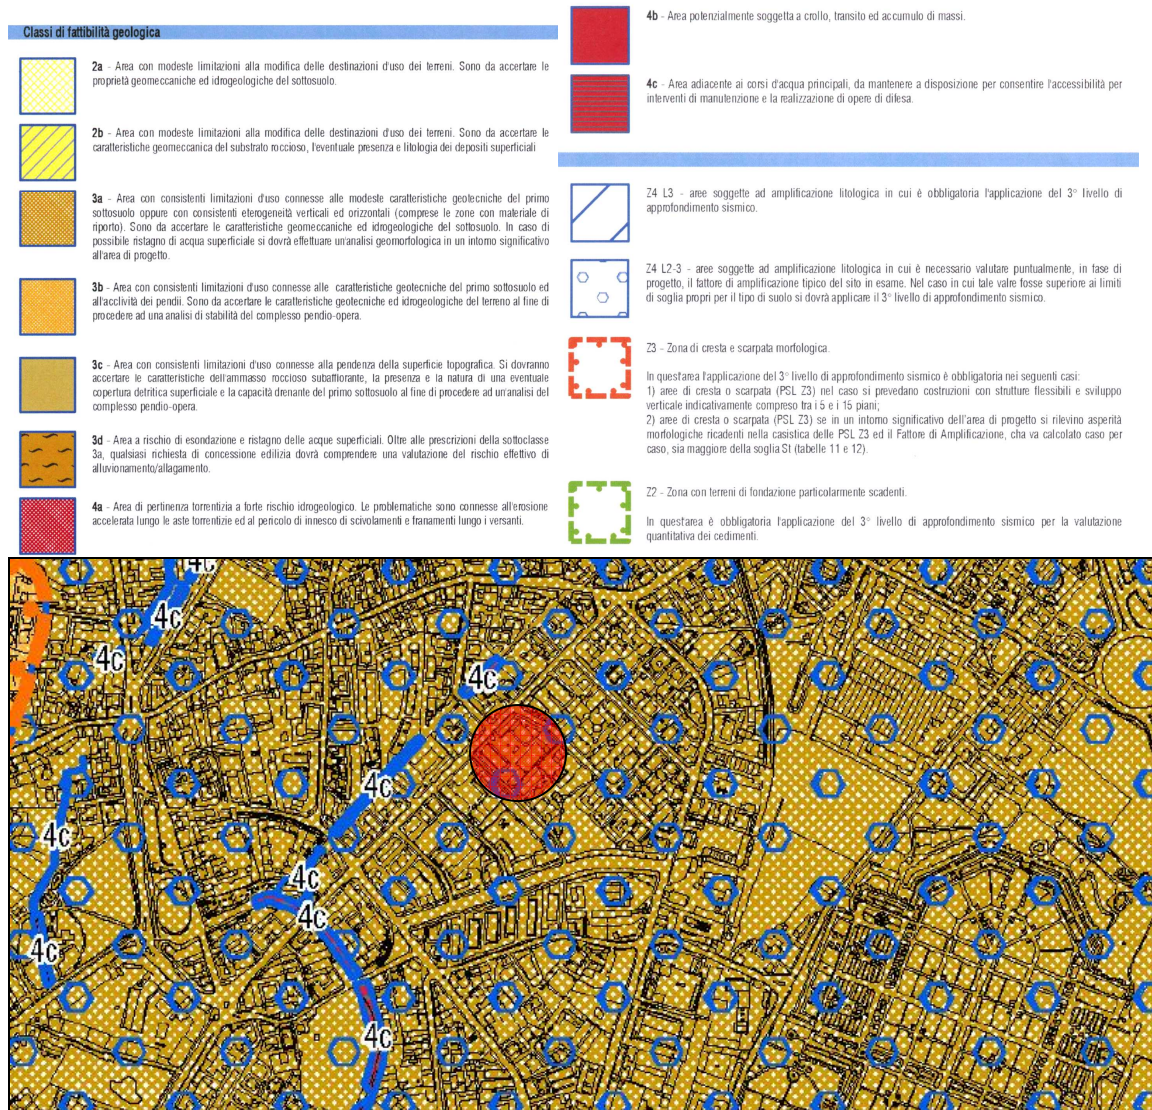 Classi di fattibilità geologica
2a - Area con modeste limitazioni alla modifica delle destinazioni d'uso dei terreni. Sono da accertare le
proprietà geomeccaniche ed idrogeologiche del sottosuolo.
2b - Area con modeste limitazioni alla modifica delle destinazioni d'uso dei terreni. Sono da accertare le
caratteristiche geomeccanica del substrato roccioso, l'eventuale presenza e litologia dei depositi superficiali
3a - Area con consistenti limitazioni d'uso connesse alle modeste caratteristiche geotecniche del primo
sottosuolo oppure con consistenti eterogeneità verticali ed orizontali (comprese le zone con materiale di
riporto). Sono da accertare le caratteristiche geomeccaniche ed idrogeologiche del sottosuolo. In caso di
possibile ristagno di acqua superficiale si dovrà effettuare un'analisi geomorfologica in un intorno significativo
all'area di progetto.
3b - Area con consistenti limitazioni d'uso connesse alle caratteristiche geotecniche del primo sottosuolo ed
all'acclività dei pendii. Sono da accertare le caratteristiche geotecniche ed idrogeologiche del terreno al fine di
procedere ad una analisi di stabilità del complesso pendio-opera.
3c - Area con consistenti limitazioni d'uso connesse alla pendenza della superficie topografica. Si dovranno
accertare le caratteristiche dell'ammasso roccioso subaffiorante, la presenza e la natura di una eventuale
copertura detritica superficiale e la capacità drenante del primo sottosuolo al fine di procedere ad un'analisi del
complesso pendio-opera.
3d - Area a rischio di esondazione e ristagno delle acque superficiali. Oltre alle prescrizioni della sottoclasse
3a, qualsiasi richiesta di concessione edilizia dovrà comprendere una valutazione del rischio effettivo di
alluvionamento/allagamento.
4a - Area di pertinenza torrentizia a forte rischio idrogeologico. Le problematiche sono connesse all'erosione
accelerata lungo le aste torrentizie ed al pericolo di innesco di scivolamenti e franamenti lungo i versanti.
4b - Area potenzialmente soggetta a crollo, transito ed accumulo di massi.
4c - Area adiacente ai corsi d'acqua principali, da mantenere a disposizione per consentire l'accessibilità per
interventi di manutenzione e la realizzazione di opere di difesa.
Z4 L3 - aree soggette ad amplificazione litologica in cui è obbligatoria l'applicazione del 3° livello di
approfondimento sismico.
Z4 L2-3 - aree soggette ad amplificazione litologica in cui è necessario valutare puntualmente, in fase di
progetto, il fattore di amplificazione tipico del sito in esame. Nel caso in cui tale valore fosse superiore ai limiti
di soglia propri per il tipo di suolo si dovrà applicare il 3° livello di approfondimento sismico.
Z3 - Zona di cresta e scarpata morfologica.
In quest'area l'applicazione del 3° livello di approfondimento sismico è obbligatoria nei seguenti casi:
1) aree di cresta o scarpata (PSL Z3) nel caso si prevedano costruzioni con strutture flessibili e sviluppo
verticale indicativamente compreso tra i 5 e i 15 piani;
2) aree di cresta o scarpata (PSL Z3) se in un intorno significativo dell'area di progetto si rilevino asperità
morfologiche ricadenti nella casistica delle PSL Z3 ed il Fattore di Amplificazione, cha va calcolato caso per
caso, sia maggiore della soglia St (tabelle 11 e 12).
Z2 - Zona con terreni di fondazione particolarmente scadenti.
In quest'area è obbligatoria l'applicazione del 3° livello di approfondimento sismico per la valutazione
quantitativa dei cedimenti.
4c
4c
4c
4c
4c
4c
4c
4c
4c
4c